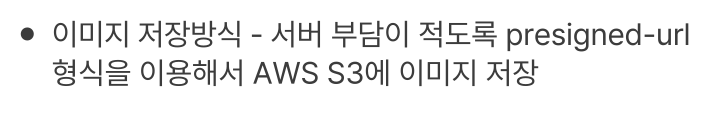 • 이미지 저장방식 - 서버 부담이 적도록 presigned-url
형식을 이용해서 AWS S3에 이미지 저장